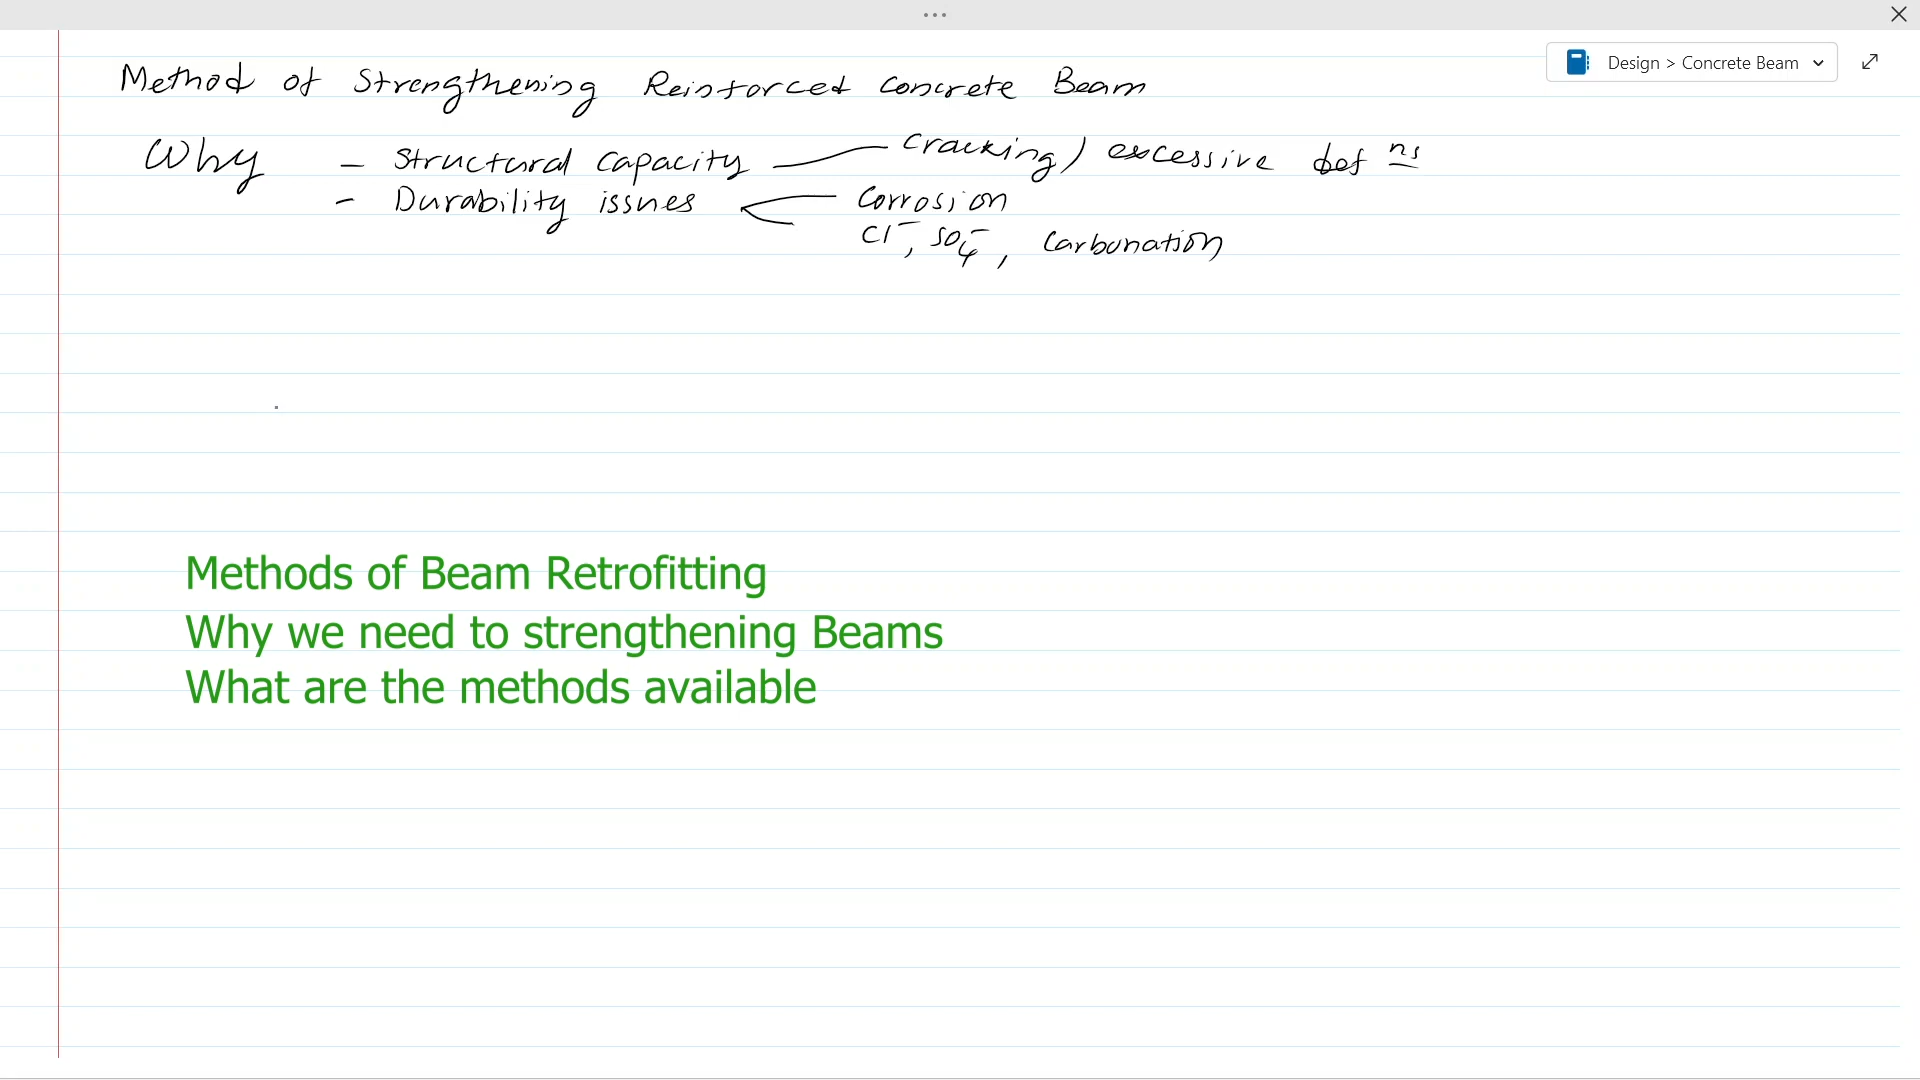 Design > Concrete Beam
Method of Strengthening Reinforced Concrete Beam
Why - Structural capacity — Cracking / excessive def ns
- Durability issues Corrosion
Cl⁻, SO₄⁻, Carbonation
Methods of Beam Retrofitting
Why we need to strengthening Beams
What are the methods available